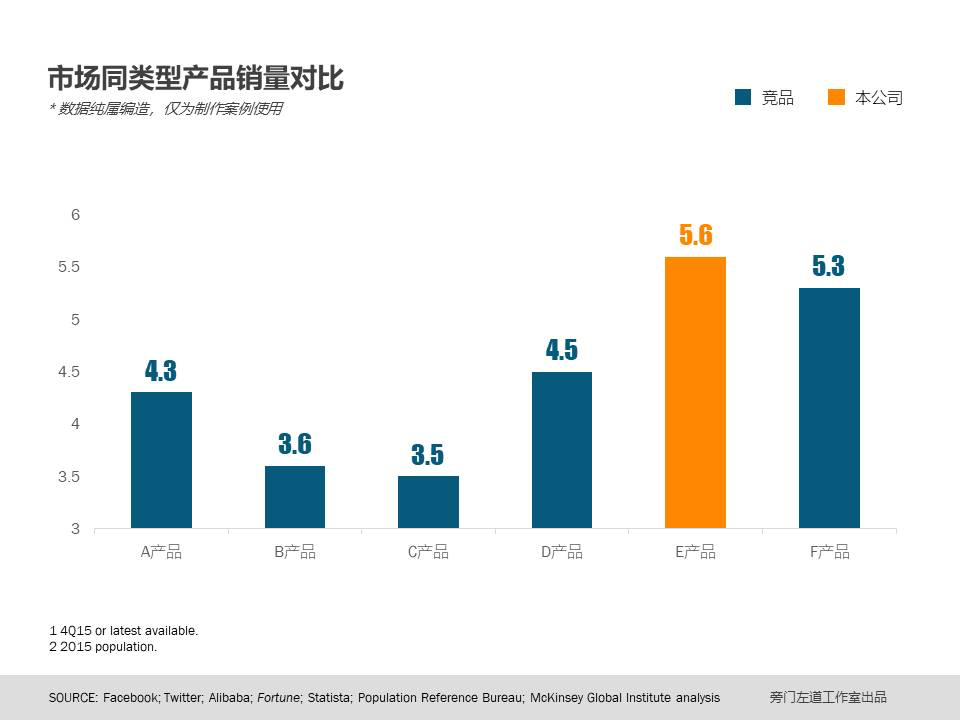 市场同类型产品销量对比
* 数据纯属编造，仅为制作案例使用
竞品 本公司
6
5.5
5
4.5
4
3.5
3
4.3
3.6
3.5
4.5
5.6
5.3
A产品 B产品 C产品 D产品 E产品 F产品
1 4Q15 or latest available.
2 2015 population.
SOURCE: Facebook; Twitter; Alibaba; Fortune; Statista; Population Reference Bureau; McKinsey Global Institute analysis 旁门左道工作室出品